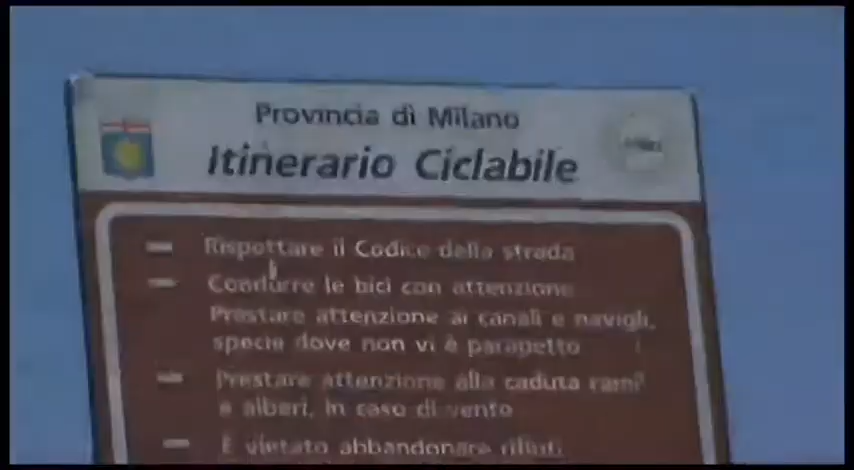 Provincia di Milano
Itinerario Ciclabile
Rispettare il Codice della strada
Condurre le bici con attenzione
Prestare attenzione ai canali e navigli,
specie dove non vi è parapetto
Prestare attenzione alla caduta rami
e alberi, in caso di vento
È vietato abbandonare rifiuti